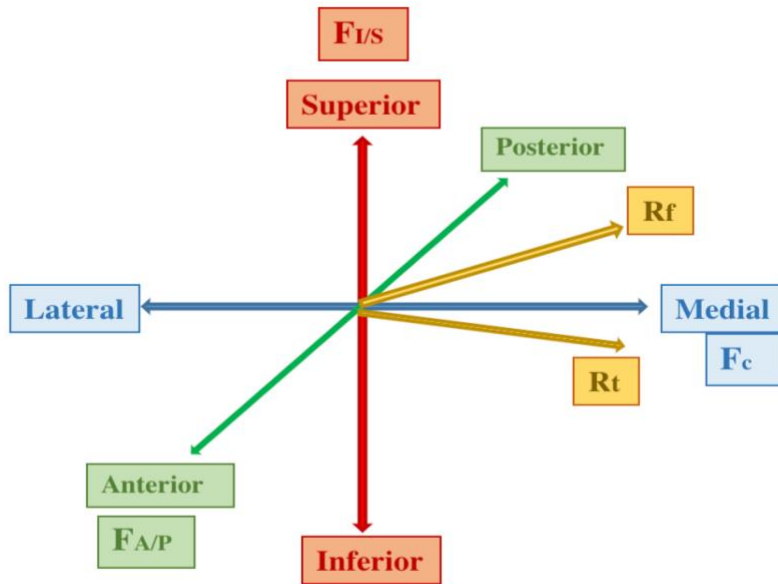 FI/S
Superior
Posterior
Rf
Lateral
Medial
Fc
Rt
Anterior
FA/P
Inferior